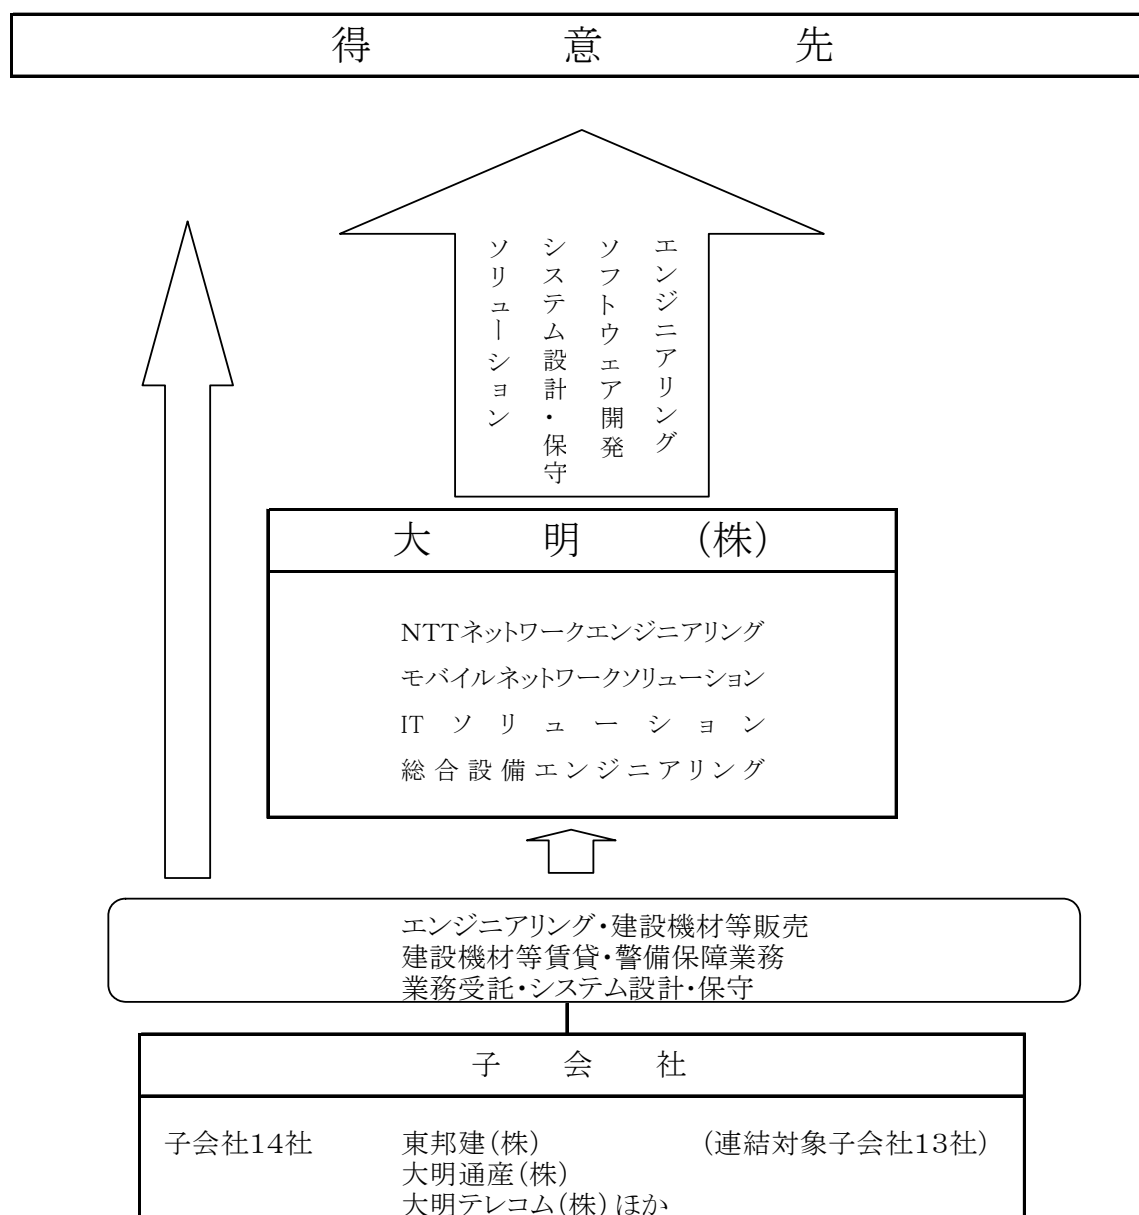 得意先
エンジニアリング
ソフトウェア開発
システム設計・保守
ソリューション
大明(株)
NTTネットワークエンジニアリング
モバイルネットワークソリューション
ITソリューション
総合設備エンジニアリング
エンジニアリング・建設機材等販売
建設機材等賃貸・警備保障業務
業務受託・システム設計・保守
子会社
子会社14社 東邦建(株) (連結対象子会社13社)
大明通産(株)
大明テレコム(株)ほか